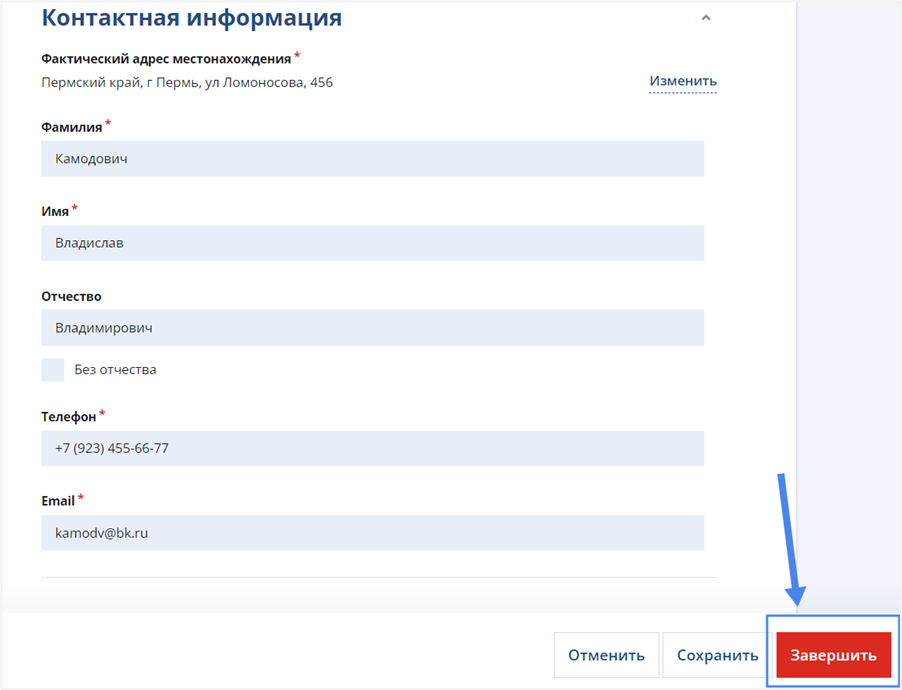 Контактная информация
Фактический адрес местонахождения *
Пермский край, г Пермь, ул Ломоносова, 456
Изменить
Фамилия *
Камодович
Имя *
Владислав
Отчество
Владимирович
Без отчества
Телефон *
+7 (923) 455-66-77
Email *
kamodv@bk.ru
Отменить
Сохранить
Завершить